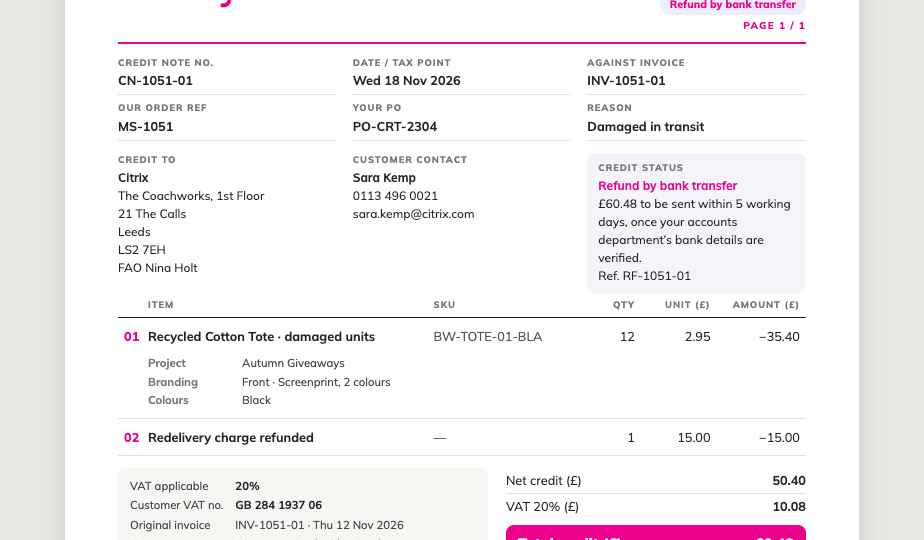 Refund by bank transfer
PAGE 1 / 1
CREDIT NOTE NO.
CN-1051-01
DATE / TAX POINT
Wed 18 Nov 2026
AGAINST INVOICE
INV-1051-01
OUR ORDER REF
MS-1051
YOUR PO
PO-CRT-2304
REASON
Damaged in transit
CREDIT TO
Citrix
The Coachworks, 1st Floor
21 The Calls
Leeds
LS2 7EH
FAO Nina Holt
CUSTOMER CONTACT
Sara Kemp
0113 496 0021
sara.kemp@citrix.com
CREDIT STATUS
Refund by bank transfer
£60.48 to be sent within 5 working
days, once your accounts
department's bank details are
verified.
Ref. RF-1051-01
ITEM SKU QTY UNIT (£) AMOUNT (£)
01 Recycled Cotton Tote · damaged units BW-TOTE-01-BLA 12 2.95 −35.40
Project Autumn Giveaways
Branding Front · Screenprint, 2 colours
Colours Black
02 Redelivery charge refunded — 1 15.00 −15.00
VAT applicable 20%
Customer VAT no. GB 284 1937 06
Original invoice INV-1051-01 · Thu 12 Nov 2026
Net credit (£) 50.40
VAT 20% (£) 10.08